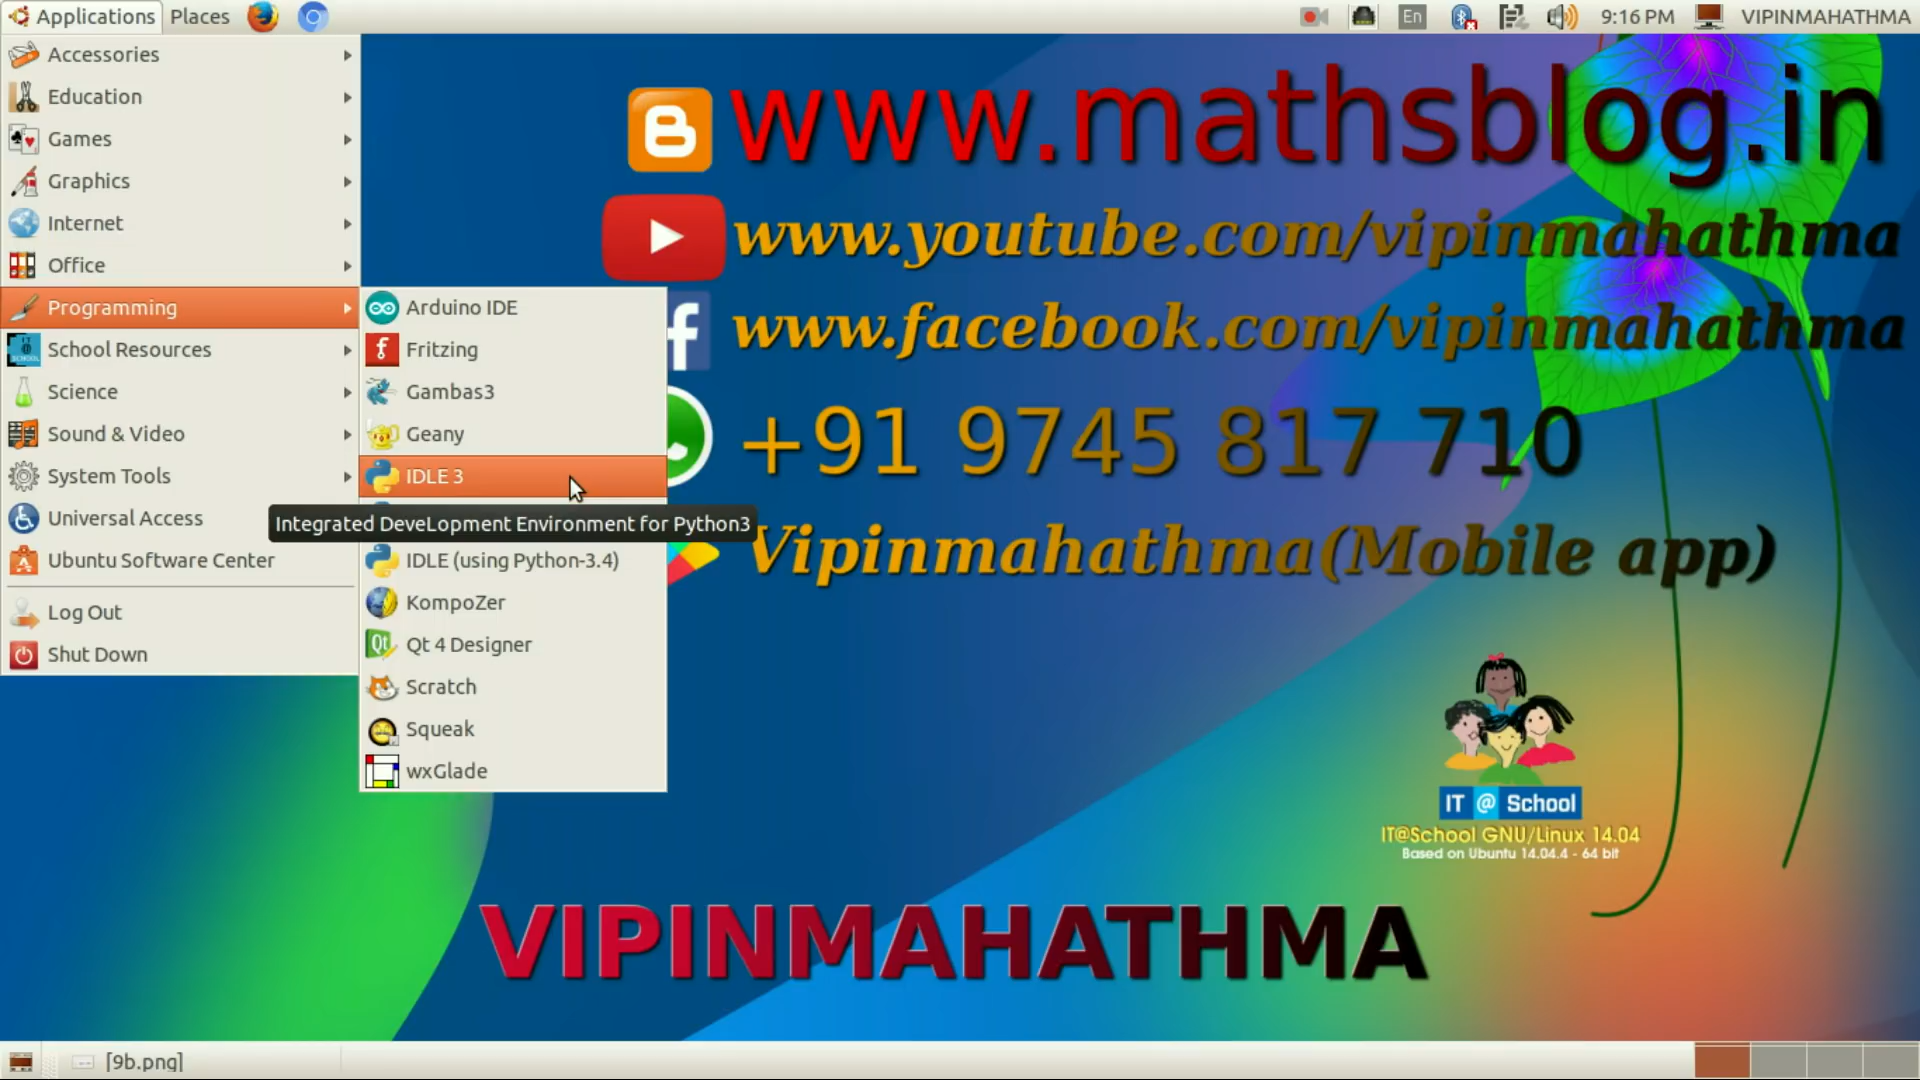 Applications Places En 9:16 PM VIPINMAHATHMA
Accessories
Education
Games
Graphics
Internet
Office
Programming
School Resources
Science
Sound & Video
System Tools
Universal Access
Ubuntu Software Center
Log Out
Shut Down
Arduino IDE
Fritzing
Gambas3
Geany
IDLE 3
Integrated DeveLopment Environment for Python3
IDLE (using Python-3.4)
KompoZer
Qt 4 Designer
Scratch
Squeak
wxGlade
www.mathsblog.in
www.youtube.com/vipinmahathma
www.facebook.com/vipinmahathma
+91 9745 817 710
Vipinmahathma(Mobile app)
IT @ School
IT@School GNU/Linux 14.04
Based on Ubuntu 14.04.4 - 64 bit
VIPINMAHATHMA
[9b.png]